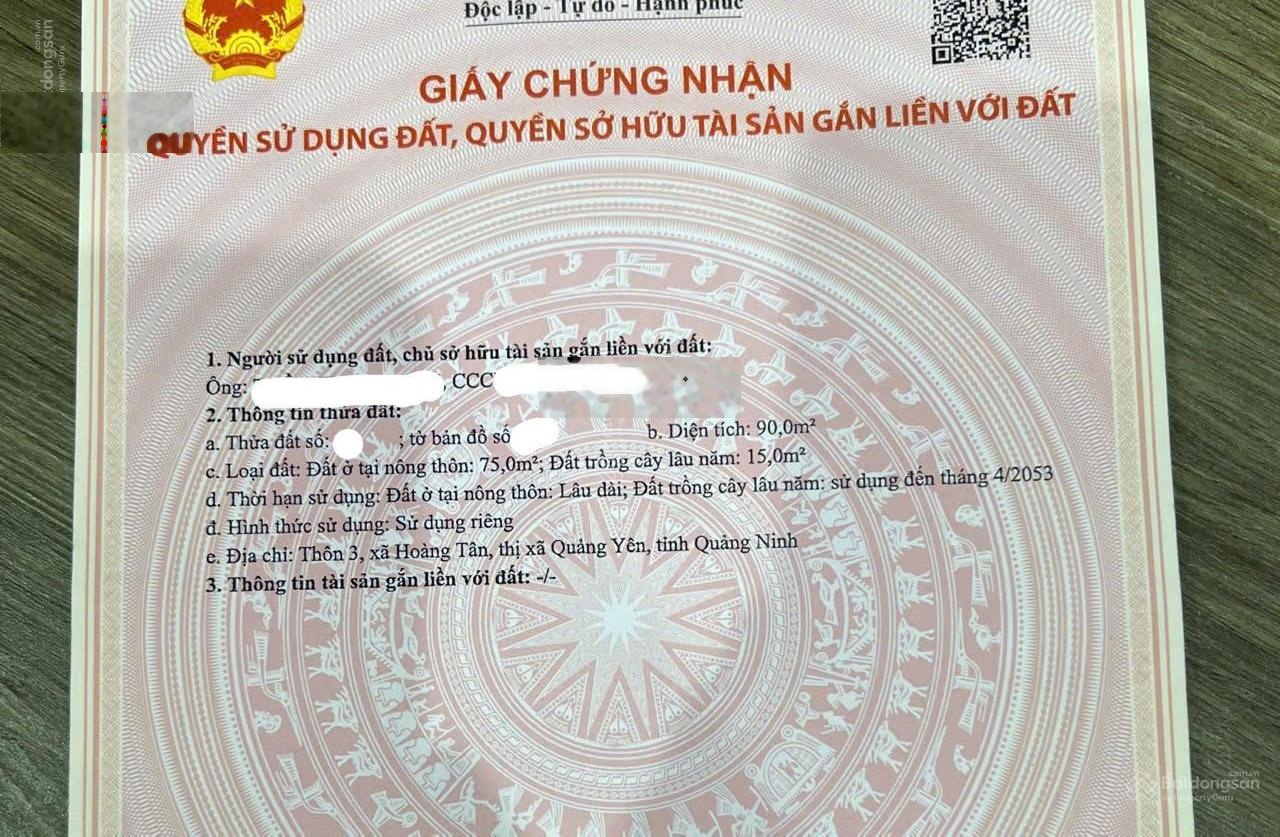 Độc lập - Tự do - Hạnh phúc
GIẤY CHỨNG NHẬN
QUYỀN SỬ DỤNG ĐẤT, QUYỀN SỞ HỮU TÀI SẢN GẮN LIỀN VỚI ĐẤT
1. Người sử dụng đất, chủ sở hữu tài sản gắn liền với đất:
Ông: , CCC
2. Thông tin thửa đất:
a. Thửa đất số: ; tờ bản đồ số b. Diện tích: 90,0m²
c. Loại đất: Đất ở tại nông thôn: 75,0m²; Đất trồng cây lâu năm: 15,0m²
d. Thời hạn sử dụng: Đất ở tại nông thôn: Lâu dài; Đất trồng cây lâu năm: sử dụng đến tháng 4/2053
đ. Hình thức sử dụng: Sử dụng riêng
e. Địa chỉ: Thôn 3, xã Hoàng Tân, thị xã Quảng Yên, tỉnh Quảng Ninh
3. Thông tin tài sản gắn liền với đất: -/-
Batdongsan
.com.vn
by PropertyGuru